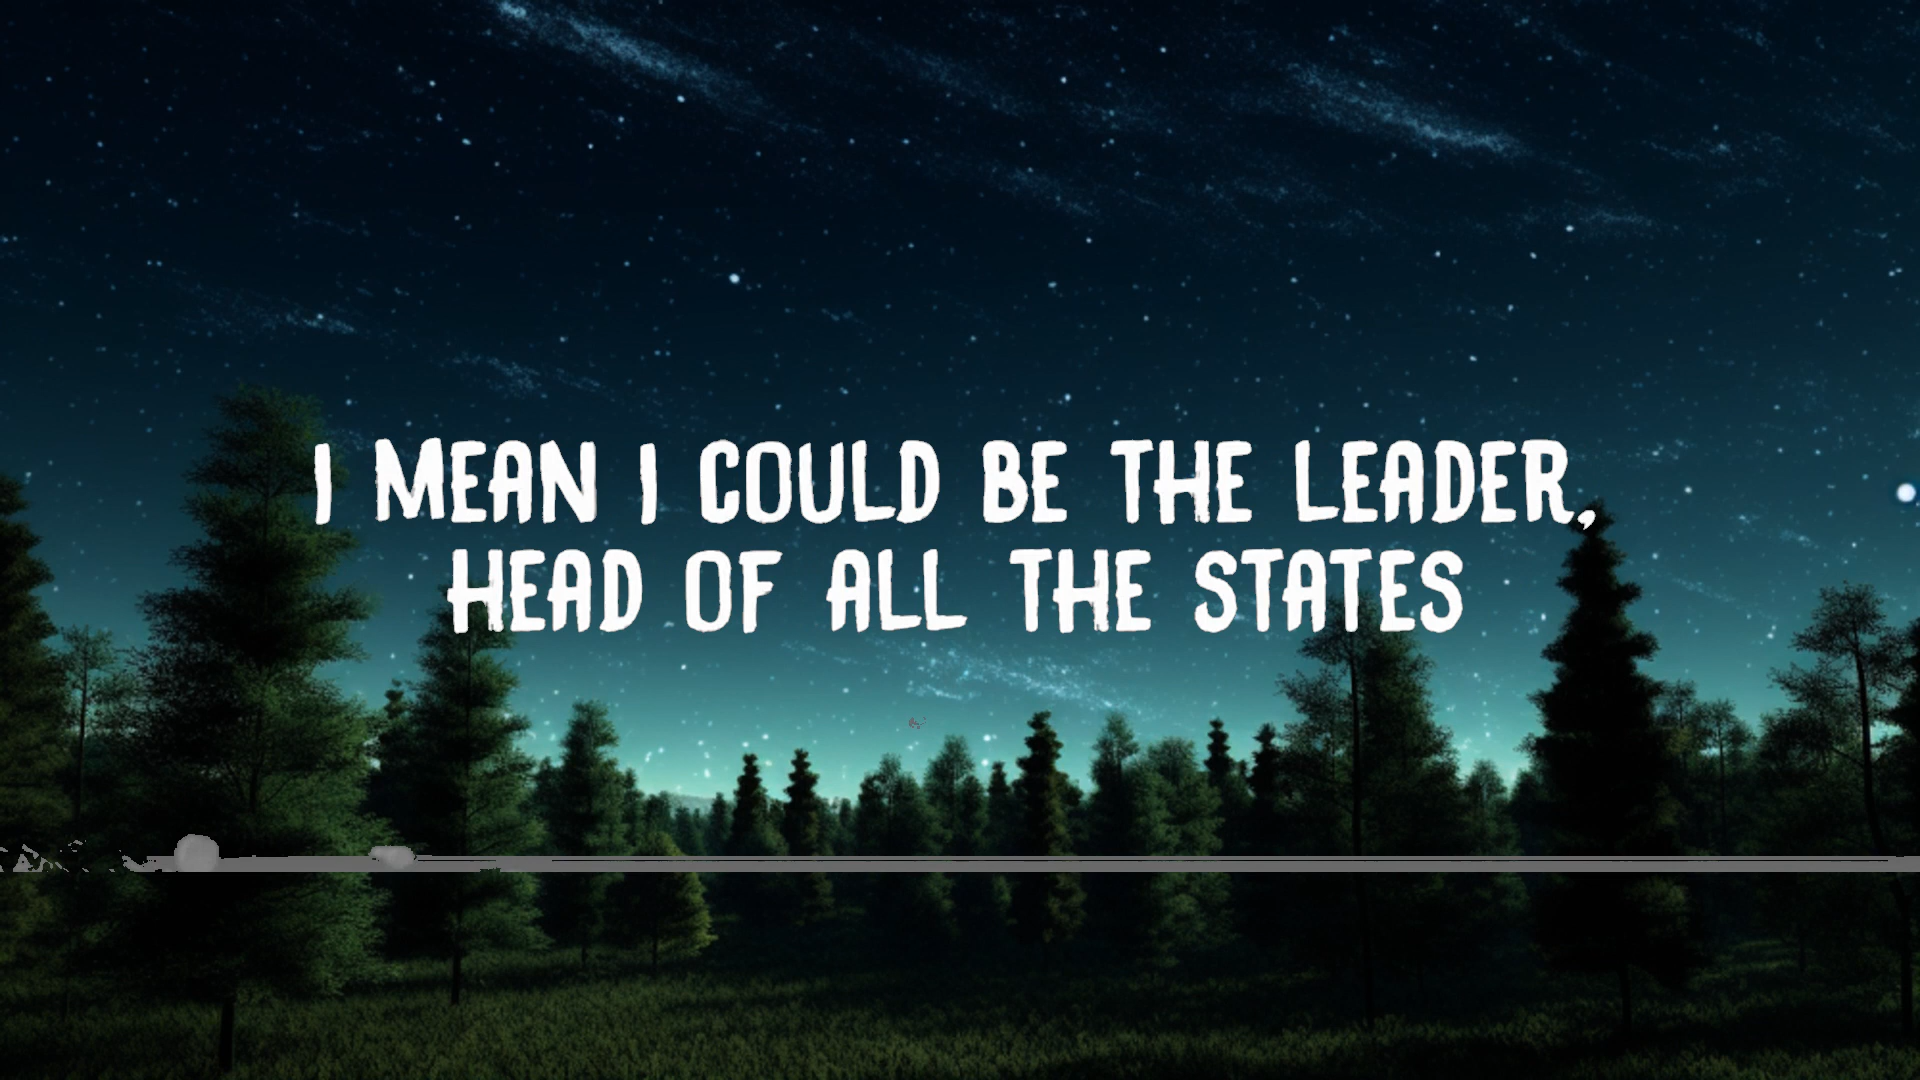 I MEAN I COULD BE THE LEADER,
HEAD OF ALL THE STATES